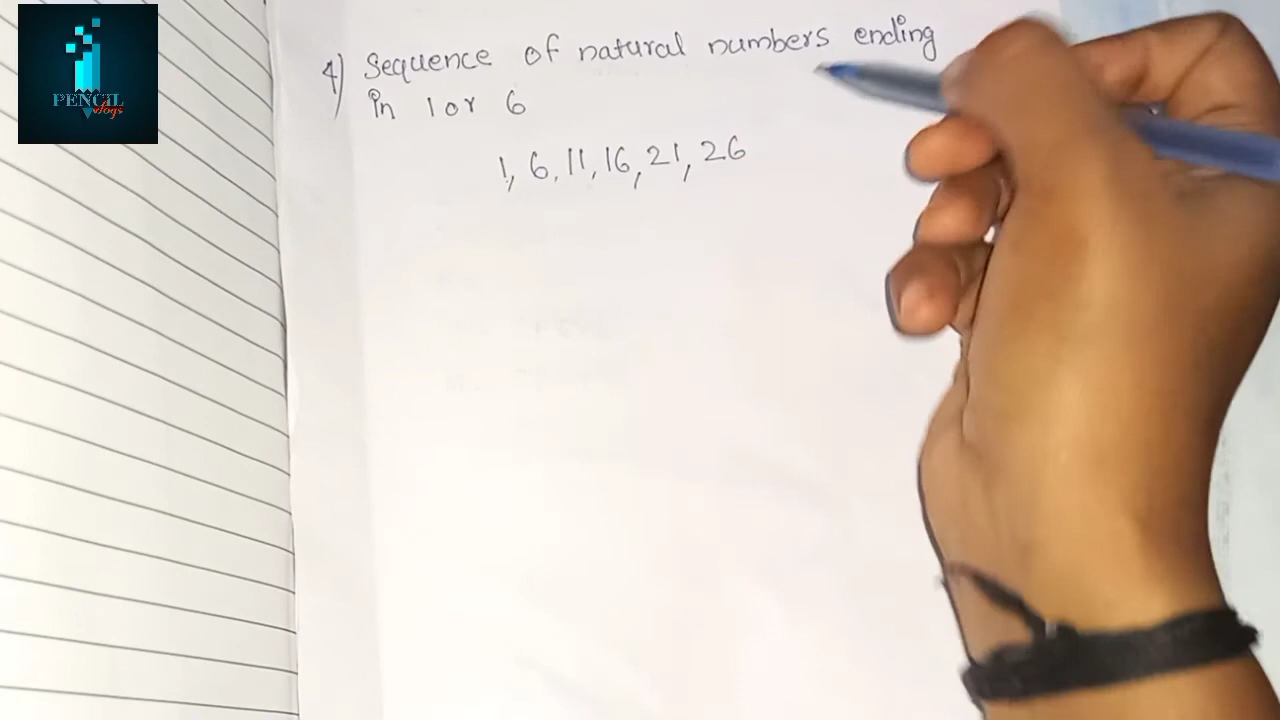 PENCIL
vlogs
4) Sequence of natural numbers ending
in 1 or 6
1, 6, 11, 16, 21, 26